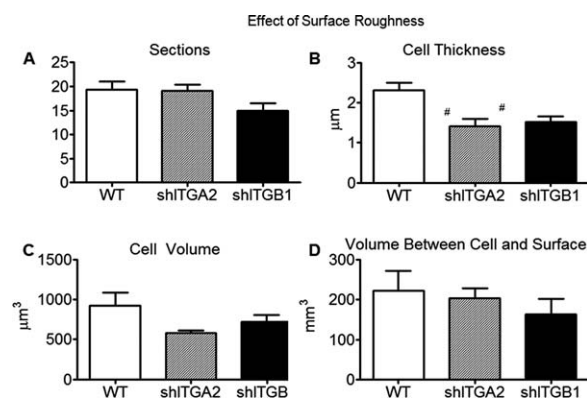 Effect of Surface Roughness
A Sections
25
20
15
10
5
0
WT shITGA2 shITGB1
B Cell Thickness
µm
3
2
1
0
# #
WT shITGA2 shITGB1
C Cell Volume
µm³
1000
500
0
WT shITGA2 shITGB
D Volume Between Cell and Surface
mm³
300
200
100
0
WT shITGA2 shITGB1